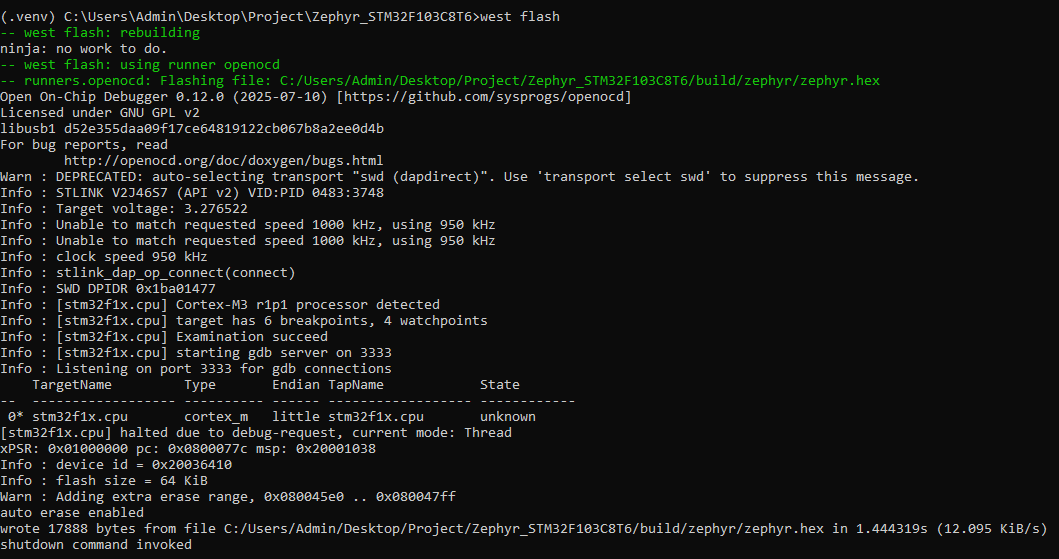 (.venv) C:\Users\Admin\Desktop\Project\Zephyr_STM32F103C8T6>west flash
-- west flash: rebuilding
ninja: no work to do.
-- west flash: using runner openocd
-- runners.openocd: Flashing file: C:/Users/Admin/Desktop/Project/Zephyr_STM32F103C8T6/build/zephyr/zephyr.hex
Open On-Chip Debugger 0.12.0 (2025-07-10) [https://github.com/sysprogs/openocd]
Licensed under GNU GPL v2
libusb1 d52e355daa09f17ce64819122cb067b8a2ee0d4b
For bug reports, read
        http://openocd.org/doc/doxygen/bugs.html
Warn : DEPRECATED: auto-selecting transport "swd (dapdirect)". Use 'transport select swd' to suppress this message.
Info : STLINK V2J46S7 (API v2) VID:PID 0483:3748
Info : Target voltage: 3.276522
Info : Unable to match requested speed 1000 kHz, using 950 kHz
Info : Unable to match requested speed 1000 kHz, using 950 kHz
Info : clock speed 950 kHz
Info : stlink_dap_op_connect(connect)
Info : SWD DPIDR 0x1ba01477
Info : [stm32f1x.cpu] Cortex-M3 r1p1 processor detected
Info : [stm32f1x.cpu] target has 6 breakpoints, 4 watchpoints
Info : [stm32f1x.cpu] Examination succeed
Info : [stm32f1x.cpu] starting gdb server on 3333
Info : Listening on port 3333 for gdb connections
    TargetName         Type       Endian TapName            State
--  ------------------ ---------- ------ ------------------ ------------
 0* stm32f1x.cpu       cortex_m   little stm32f1x.cpu       unknown
[stm32f1x.cpu] halted due to debug-request, current mode: Thread
xPSR: 0x01000000 pc: 0x0800077c msp: 0x20001038
Info : device id = 0x20036410
Info : flash size = 64 KiB
Warn : Adding extra erase range, 0x080045e0 .. 0x080047ff
auto erase enabled
wrote 17888 bytes from file C:/Users/Admin/Desktop/Project/Zephyr_STM32F103C8T6/build/zephyr/zephyr.hex in 1.444319s (12.095 KiB/s)
shutdown command invoked